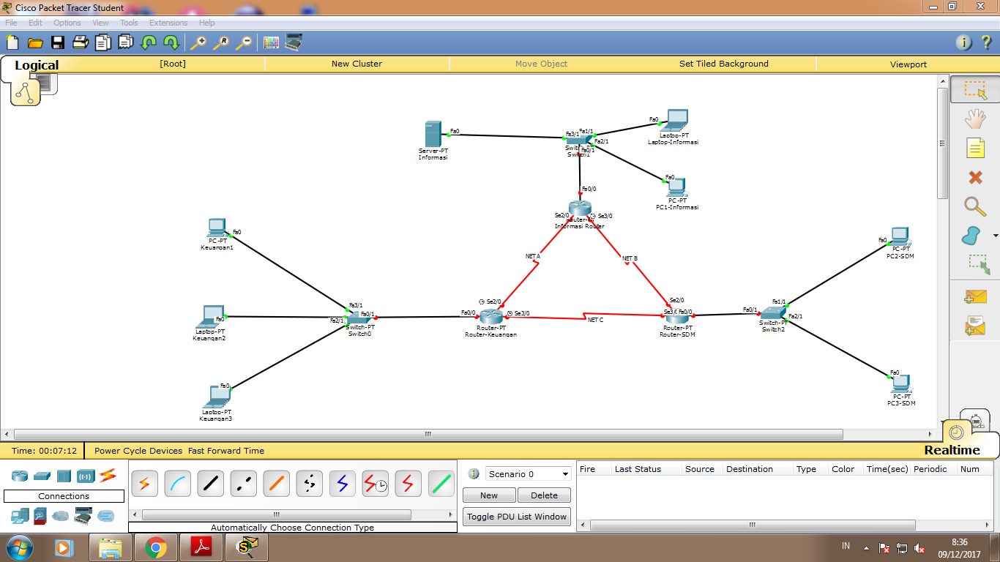 Cisco Packet Tracer Student
File Edit Options View Tools Extensions Help
Logical
[Root]
New Cluster
Move Object
Set Tiled Background
Viewport
Fa0
Server-PT
Informasi
Fa3/1
Fa1/1
Fa2/1
Fa0/1
Switch1
Fa0
Laptop-PT
Laptop-Informasi
Fa0
PC-PT
PC1-Informasi
Fa0/0
Se2/0
Se3/0
Informasi Router
Fa0
PC-PT
Keuangan1
NET A
NET B
Fa0
PC-PT
PC2-SDM
Fa0
Laptop-PT
Keuangan2
Fa3/1
Fa2/1
Fa0/1
Switch-PT
Switch0
Se2/0
Fa0/0
Se3/0
Router-PT
Router-Keuangan
NET C
Se2/0
Fa0/0
Router-PT
Router-SDM
Fa0/1
Fa1/1
Fa2/1
Switch-PT
Switch2
Fa0
Laptop-PT
Keuangan3
Fa0
PC-PT
PC3-SDM
Realtime
Time: 00:07:12
Power Cycle Devices Fast Forward Time
Connections
Automatically Choose Connection Type
Scenario 0
New
Delete
Toggle PDU List Window
Fire Last Status Source Destination Type Color Time(sec) Periodic Num
IN
8:36
09/12/2017